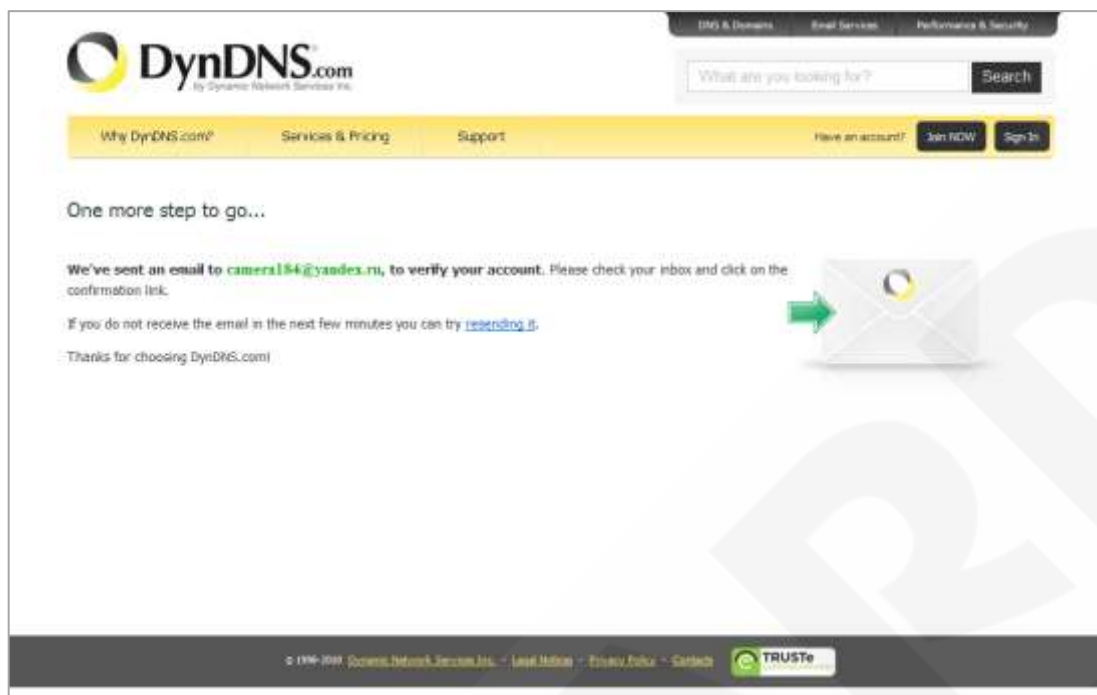 DNS & Domains Email Services Performance & Security
DynDNS.com
by Dynamic Network Services Inc.
What are you looking for? Search
Why DynDNS.com? Services & Pricing Support Have an account? Join NOW Sign In
One more step to go...
We've sent an email to camera184@yandex.ru, to verify your account. Please check your inbox and click on the
confirmation link.
If you do not receive the email in the next few minutes you can try resending it.
Thanks for choosing DynDNS.com!
© 1998-2010 Dynamic Network Services Inc. - Legal Notices - Privacy Policy - Contacts TRUSTe